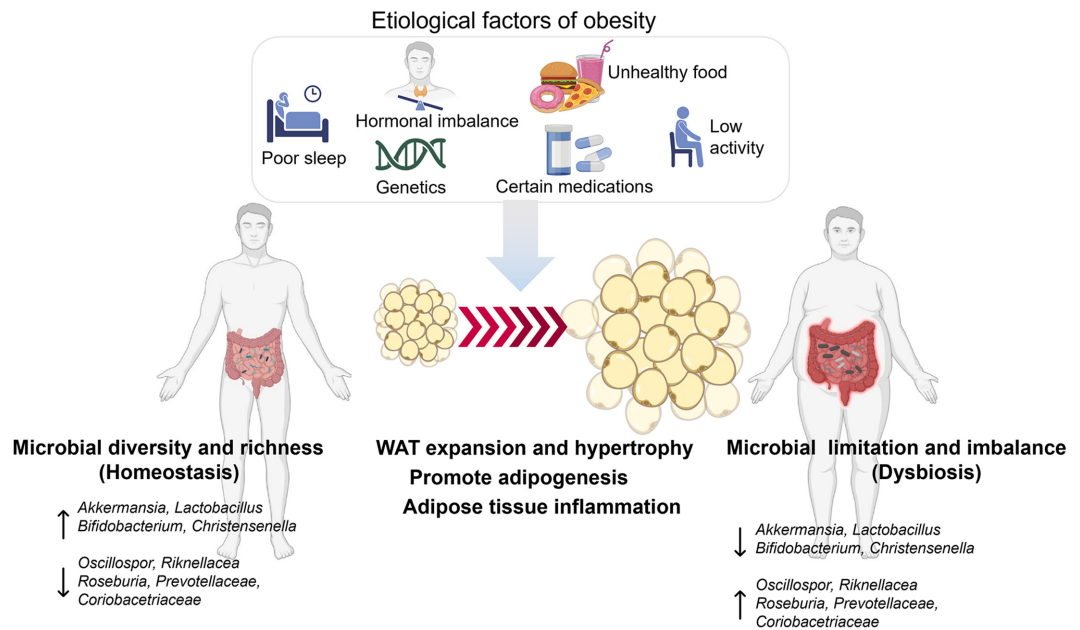 Etiological factors of obesity
Poor sleep
Hormonal imbalance
Genetics
Unhealthy food
Certain medications
Low
activity
Microbial diversity and richness
(Homeostasis)
Akkermansia, Lactobacillus
Bifidobacterium, Christensenella
Oscillospor, Riknellacea
Roseburia, Prevotellaceae,
Coriobacetriaceae
WAT expansion and hypertrophy
Promote adipogenesis
Adipose tissue inflammation
Microbial limitation and imbalance
(Dysbiosis)
Akkermansia, Lactobacillus
Bifidobacterium, Christensenella
Oscillospor, Riknellacea
Roseburia, Prevotellaceae,
Coriobacetriaceae